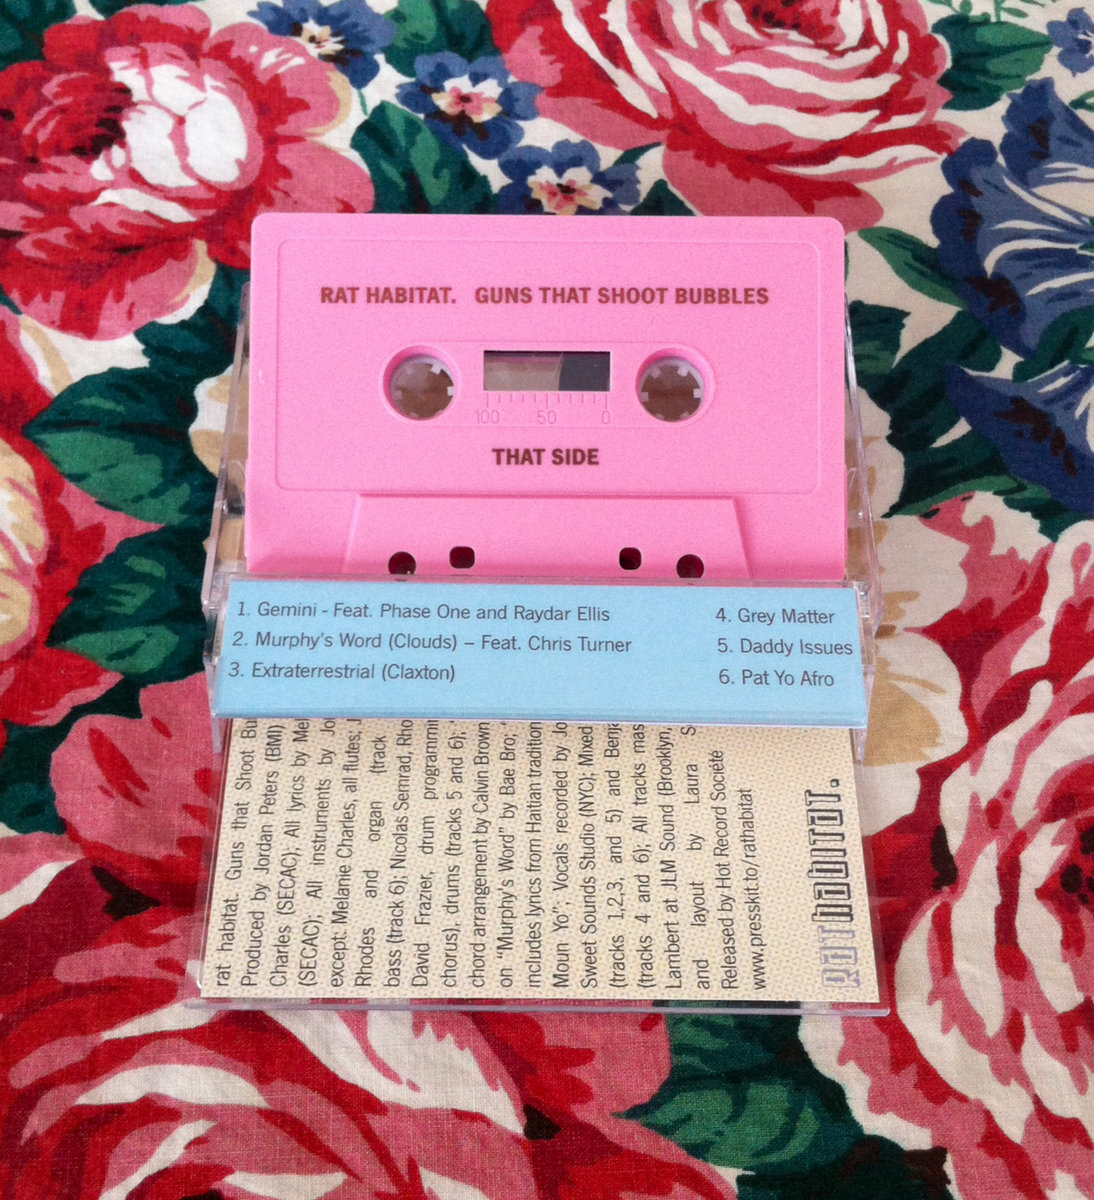 RAT HABITAT. GUNS THAT SHOOT BUBBLES
100 50 0
THAT SIDE
1. Gemini - Feat. Phase One and Raydar Ellis
2. Murphy's Word (Clouds) – Feat. Chris Turner
3. Extraterrestrial (Claxton)
4. Grey Matter
5. Daddy Issues
6. Pat Yo Afro
rat habitat. Guns that Shoot
Produced by Jordan Peters (BMI)
Charles (SECAC); All lyrics by
(SECAC); All instruments by
except: Melanie Charles, all flutes;
Rhodes and organ (track
bass (track 6); Nicolas Semrad,
David Frazier, drum
chorus), drums (tracks 5 and 6);
chord arrangement by Calvin Brown
on "Murphy's Word" by Bae Bro;
includes lyrics from Haitian
Moun Yo"; Vocals recorded by
Sweet Sounds Studio (NYC); Mixed
(tracks 1,2,3, and 5) and
(tracks 4 and 6); All tracks
Lambert at JLM Sound (Brooklyn,
and layout by Laura
Released by Hot Record Société
www.presskit.to/rathabitat
RAT HABITAT.